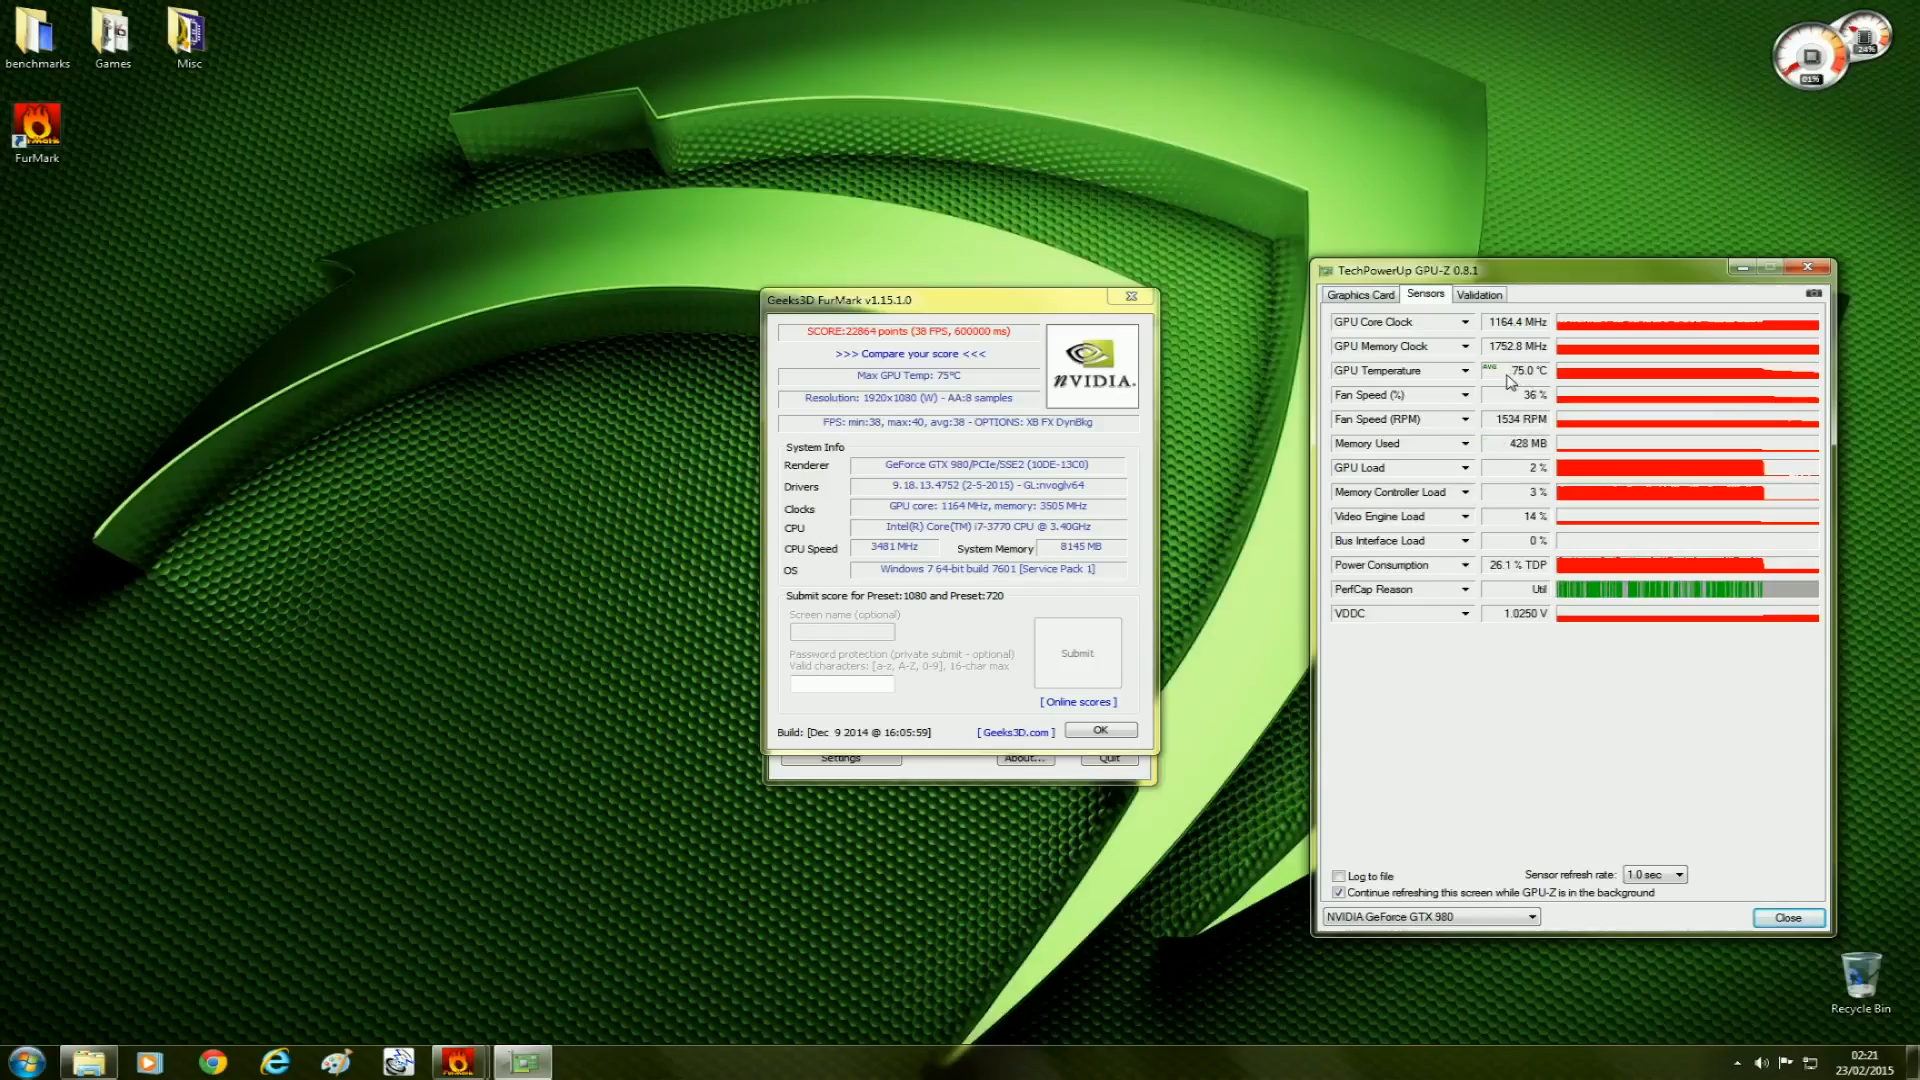 benchmarks
Games
Misc
FurMark
24%
01%
Geeks3D FurMark v1.15.1.0
SCORE:22864 points (38 FPS, 600000 ms)
>>> Compare your score <<<
Max GPU Temp: 75°C
Resolution: 1920x1080 (W) - AA:8 samples
FPS: min:38, max:40, avg:38 - OPTIONS: XB FX DynBkg
NVIDIA.
System Info
Renderer GeForce GTX 980/PCIe/SSE2 (10DE-13C0)
Drivers 9.18.13.4752 (2-5-2015) - GL:nvoglv64
Clocks GPU core: 1164 MHz, memory: 3505 MHz
CPU Intel(R) Core(TM) i7-3770 CPU @ 3.40GHz
CPU Speed 3481 MHz System Memory 8145 MB
OS Windows 7 64-bit build 7601 [Service Pack 1]
Submit score for Preset:1080 and Preset:720
Screen name (optional)
Password protection (private submit - optional)
Valid characters: [a-z, A-Z, 0-9], 16-char max
Submit
[ Online scores ]
Build: [Dec 9 2014 @ 16:05:59] [ Geeks3D.com ] OK
Settings About... Quit
TechPowerUp GPU-Z 0.8.1
Graphics Card Sensors Validation
GPU Core Clock 1164.4 MHz
GPU Memory Clock 1752.8 MHz
GPU Temperature AVG 75.0 °C
Fan Speed (%) 36 %
Fan Speed (RPM) 1534 RPM
Memory Used 428 MB
GPU Load 2 %
Memory Controller Load 3 %
Video Engine Load 14 %
Bus Interface Load 0 %
Power Consumption 26.1 % TDP
PerfCap Reason Util
VDDC 1.0250 V
Log to file Sensor refresh rate: 1.0 sec
Continue refreshing this screen while GPU-Z is in the background
NVIDIA GeForce GTX 980 Close
Recycle Bin
02:21
23/02/2015